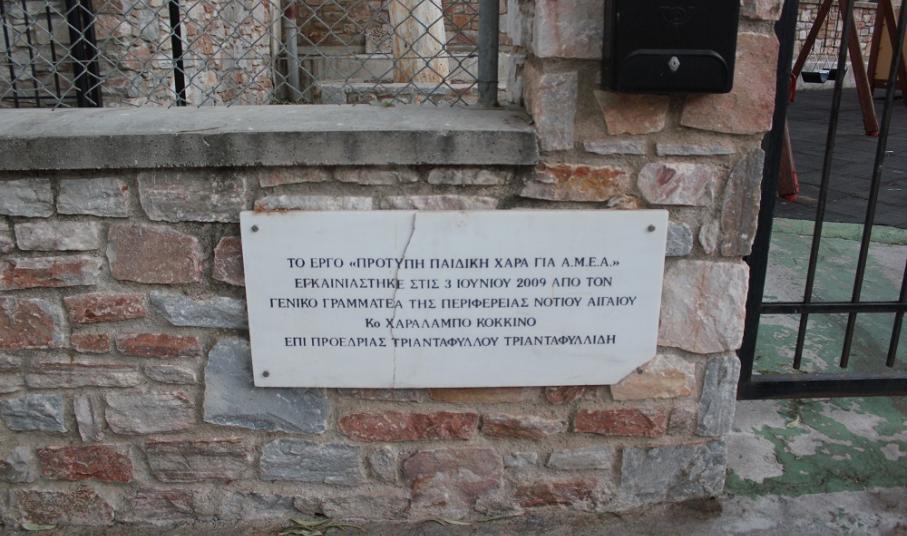 ΤΟ ΕΡΓΟ «ΠΡΟΤΥΠΗ ΠΑΙΔΙΚΗ ΧΑΡΑ ΓΙΑ Α.Μ.Ε.Α.»
ΕΡΚΑΙΝΙΑΣΤΗΚΕ ΣΤΙΣ 3 ΙΟΥΝΙΟΥ 2009 ΑΠΟ ΤΟΝ
ΓΕΝΙΚΟ ΓΡΑΜΜΑΤΕΑ ΤΗΣ ΠΕΡΙΦΕΡΕΙΑΣ ΝΟΤΙΟΥ ΑΙΓΑΙΟΥ
Κο ΧΑΡΑΛΑΜΠΟ ΚΟΚΚΙΝΟ
ΕΠΙ ΠΡΟΕΔΡΙΑΣ ΤΡΙΑΝΤΑΦΥΛΛΟΥ ΤΡΙΑΝΤΑΦΥΛΛΙΔΗ